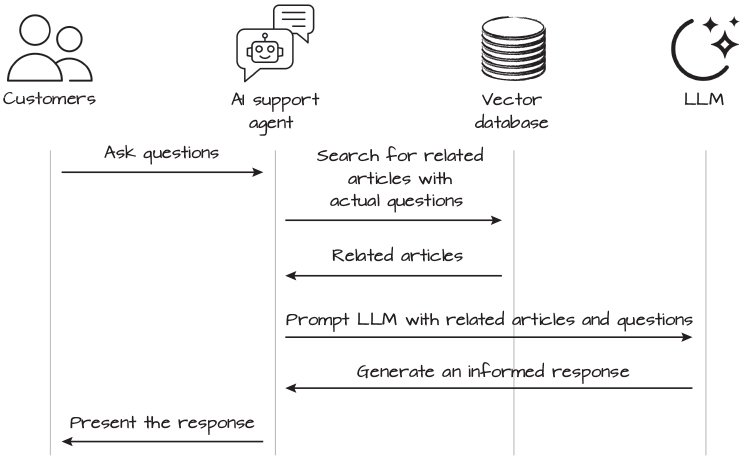 Customers
AI support
agent
Vector
database
LLM
Ask questions
Search for related
articles with
actual questions
Related articles
Prompt LLM with related articles and questions
Generate an informed response
Present the response